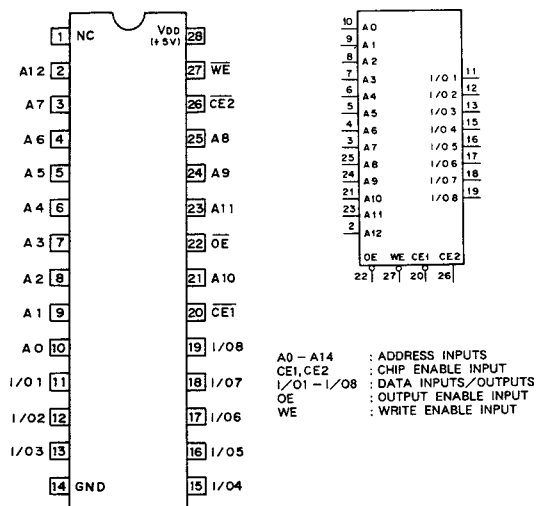 1 NC VDD (+5V) 28
A12 2 27 W̅E̅
A7 3 26 C̅E̅2̅
A6 4 25 A8
A5 5 24 A9
A4 6 23 A11
A3 7 22 O̅E̅
A2 8 21 A10
A1 9 20 C̅E̅1̅
A0 10 19 I/O8
I/O1 11 18 I/O7
I/O2 12 17 I/O6
I/O3 13 16 I/O5
14 GND 15 I/O4
10 A0
9 A1
8 A2
7 A3 I/O1 11
6 A4 I/O2 12
5 A5 I/O3 13
4 A6 I/O4 15
3 A7 I/O5 16
25 A8 I/O6 17
24 A9 I/O7 18
21 A10 I/O8 19
23 A11
2 A12
OE WE CE1 CE2
22 27 20 26
A0 – A14 : ADDRESS INPUTS
CE1, CE2 : CHIP ENABLE INPUT
I/O1 – I/O8 : DATA INPUTS/OUTPUTS
OE : OUTPUT ENABLE INPUT
WE : WRITE ENABLE INPUT